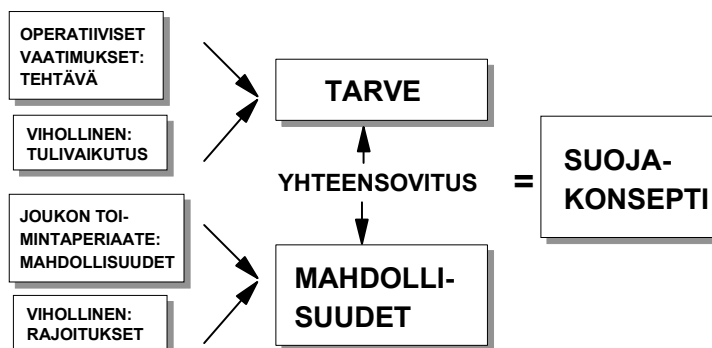 OPERATIIVISET
VAATIMUKSET:
TEHTÄVÄ
VIHOLLINEN:
TULIVAIKUTUS
JOUKON TOI-
MINTAPERIAATE:
MAHDOLLISUUDET
VIHOLLINEN:
RAJOITUKSET
TARVE
YHTEENSOVITUS
MAHDOLLI-
SUUDET
=
SUOJA-
KONSEPTI